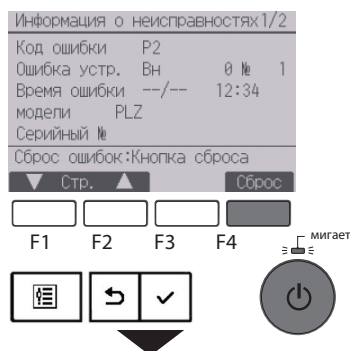 Информация о неисправностях1/2
Код ошибки P2
Ошибка устр. Вн 0 № 1
Время ошибки --/-- 12:34
модели PLZ
Серийный №
Сброс ошибок:Кнопка сброса
▼ Стр. ▲ Сброс
F1 F2 F3 F4
мигает